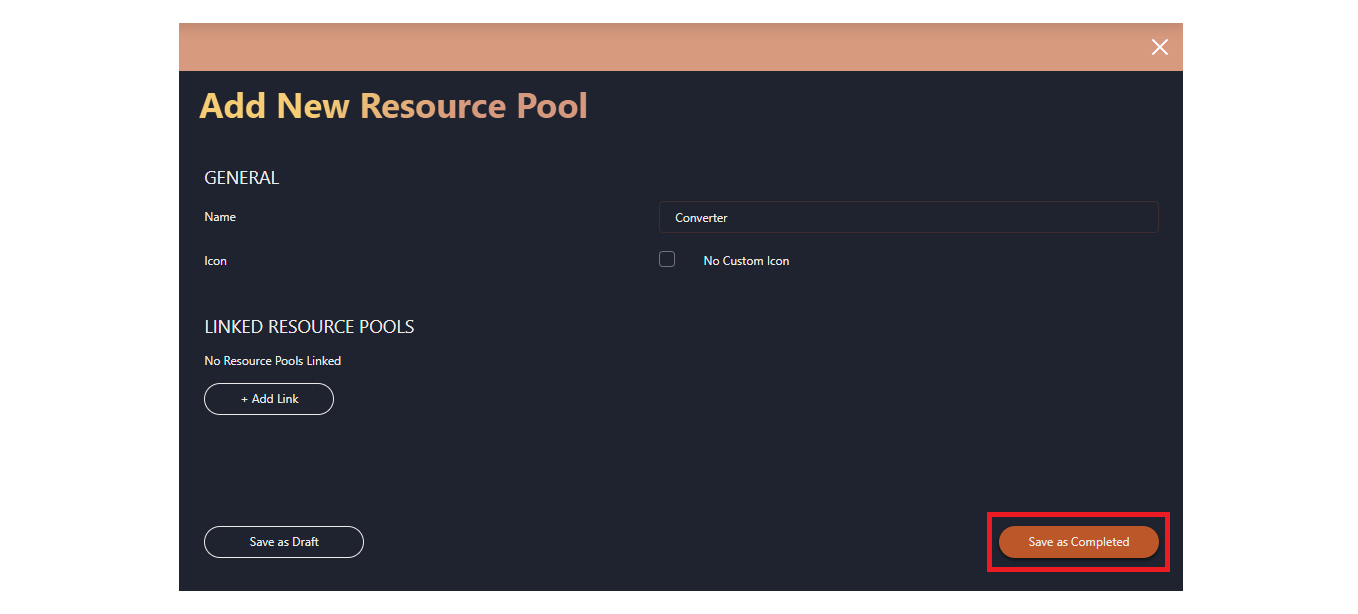 Add New Resource Pool
GENERAL
Name
Converter
Icon
No Custom Icon
LINKED RESOURCE POOLS
No Resource Pools Linked
+ Add Link
Save as Draft
Save as Completed